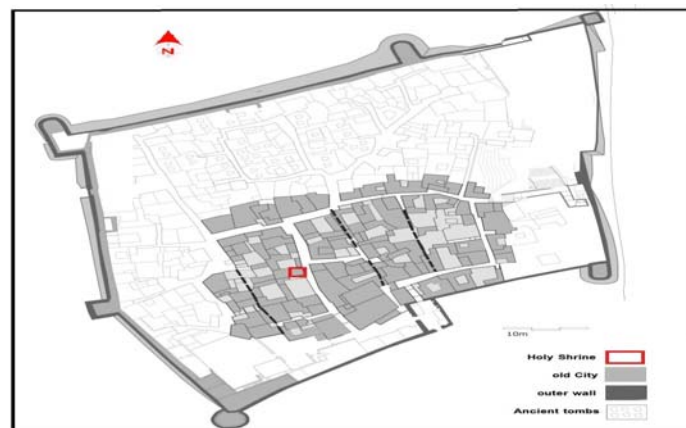 N
10m
Holy Shrine
old City
outer wall
Ancient tombs